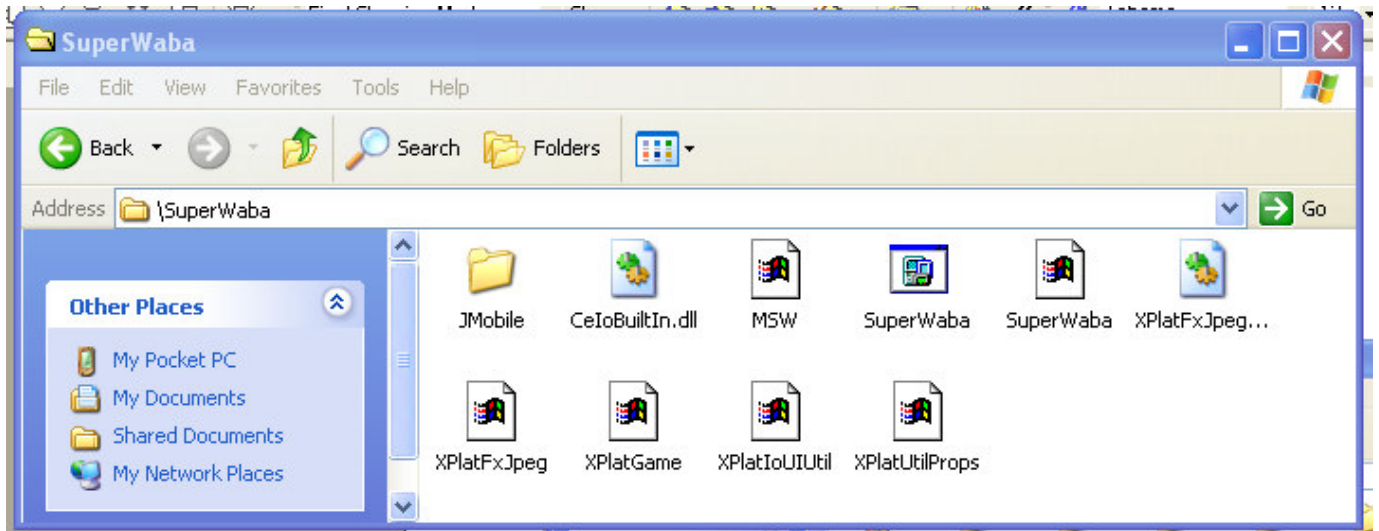 SuperWaba
File Edit View Favorites Tools Help
Back Search Folders
Address \SuperWaba Go
Other Places
My Pocket PC
My Documents
Shared Documents
My Network Places
JMobile CeIoBuiltIn.dll MSW SuperWaba SuperWaba XPlatFxJpeg...
XPlatFxJpeg XPlatGame XPlatIoUIUtil XPlatUtilProps